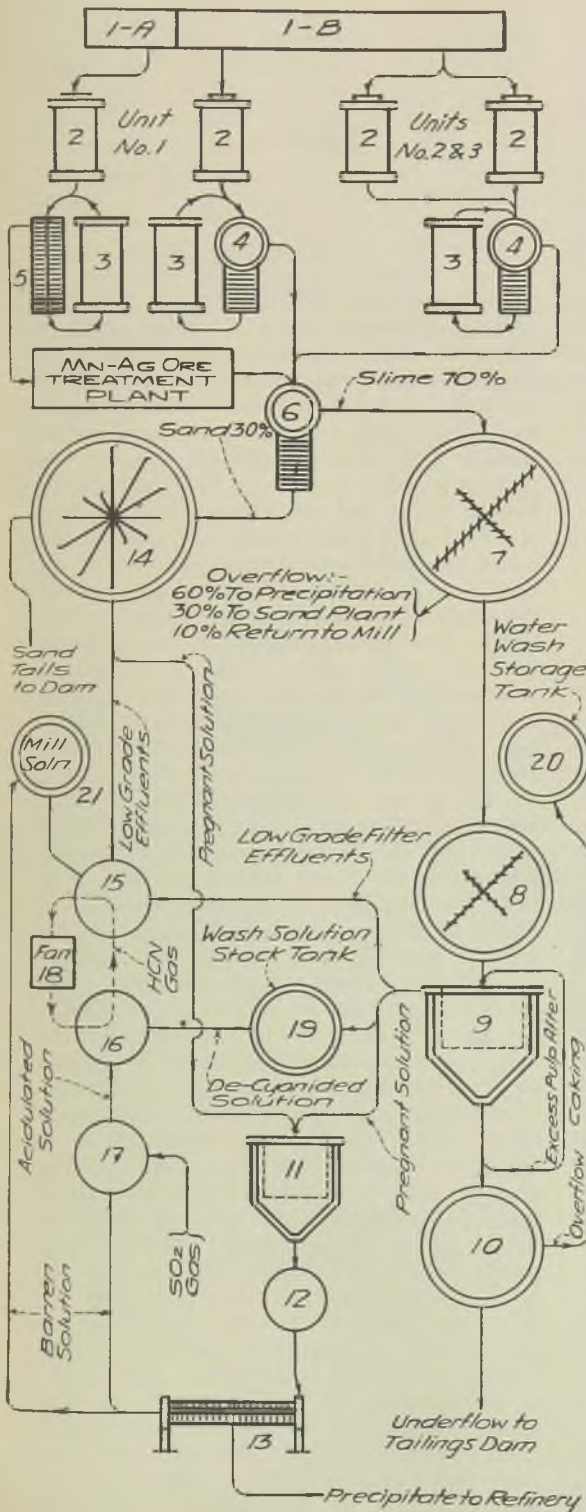 1-A
1-B
2
Unit
No.1
2
2
Units
No.2&3
2
5
3
3
4
3
4
MN-AG ORE
TREATMENT
PLANT
6
Slime 70%
Sand 30%
14
7
Overflow:-
60% To Precipitation
30% To Sand Plant
10% Return to Mill
Sand
Tails
to Dam
Water
Wash
Storage
Tank
Mill
Soln
21
Low Grade
Effluents
Pregnant Solution
20
Low Grade Filter
Effluents
15
8
Fan
18
HCN
Gas
Wash Solution
Stock Tank
16
19
9
De-Cyanided
Solution
Acidulated
Solution
Pregnant Solution
Excess Pulp After
Caking
Overflow
17
11
10
SO2
Gas
12
Barren
Solution
13
Underflow to
Tailings Dam
Precipitate to Refinery